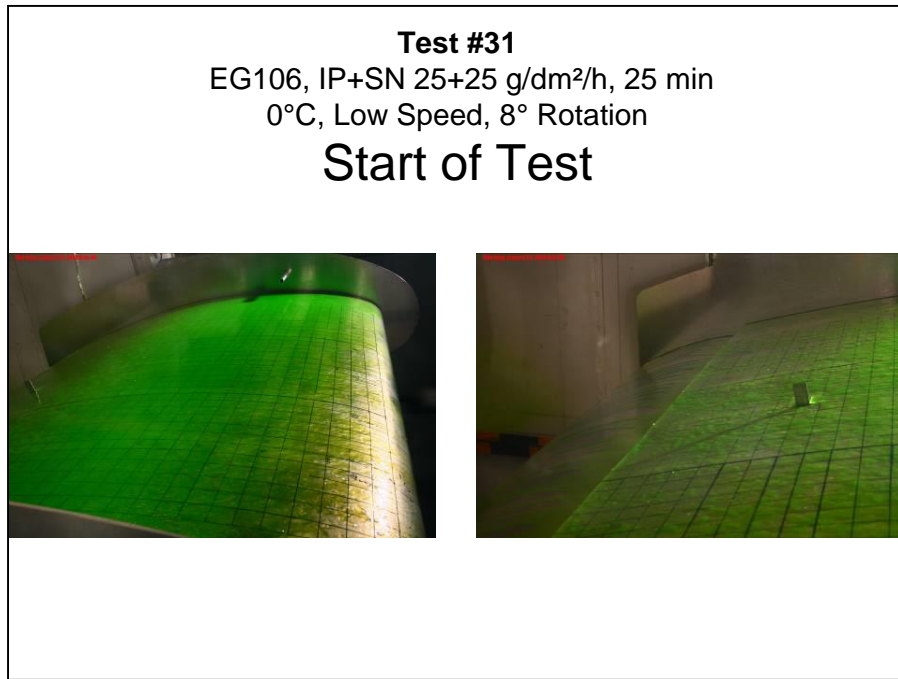 Test #31
EG106, IP+SN 25+25 g/dm²/h, 25 min
0°C, Low Speed, 8° Rotation
Start of Test